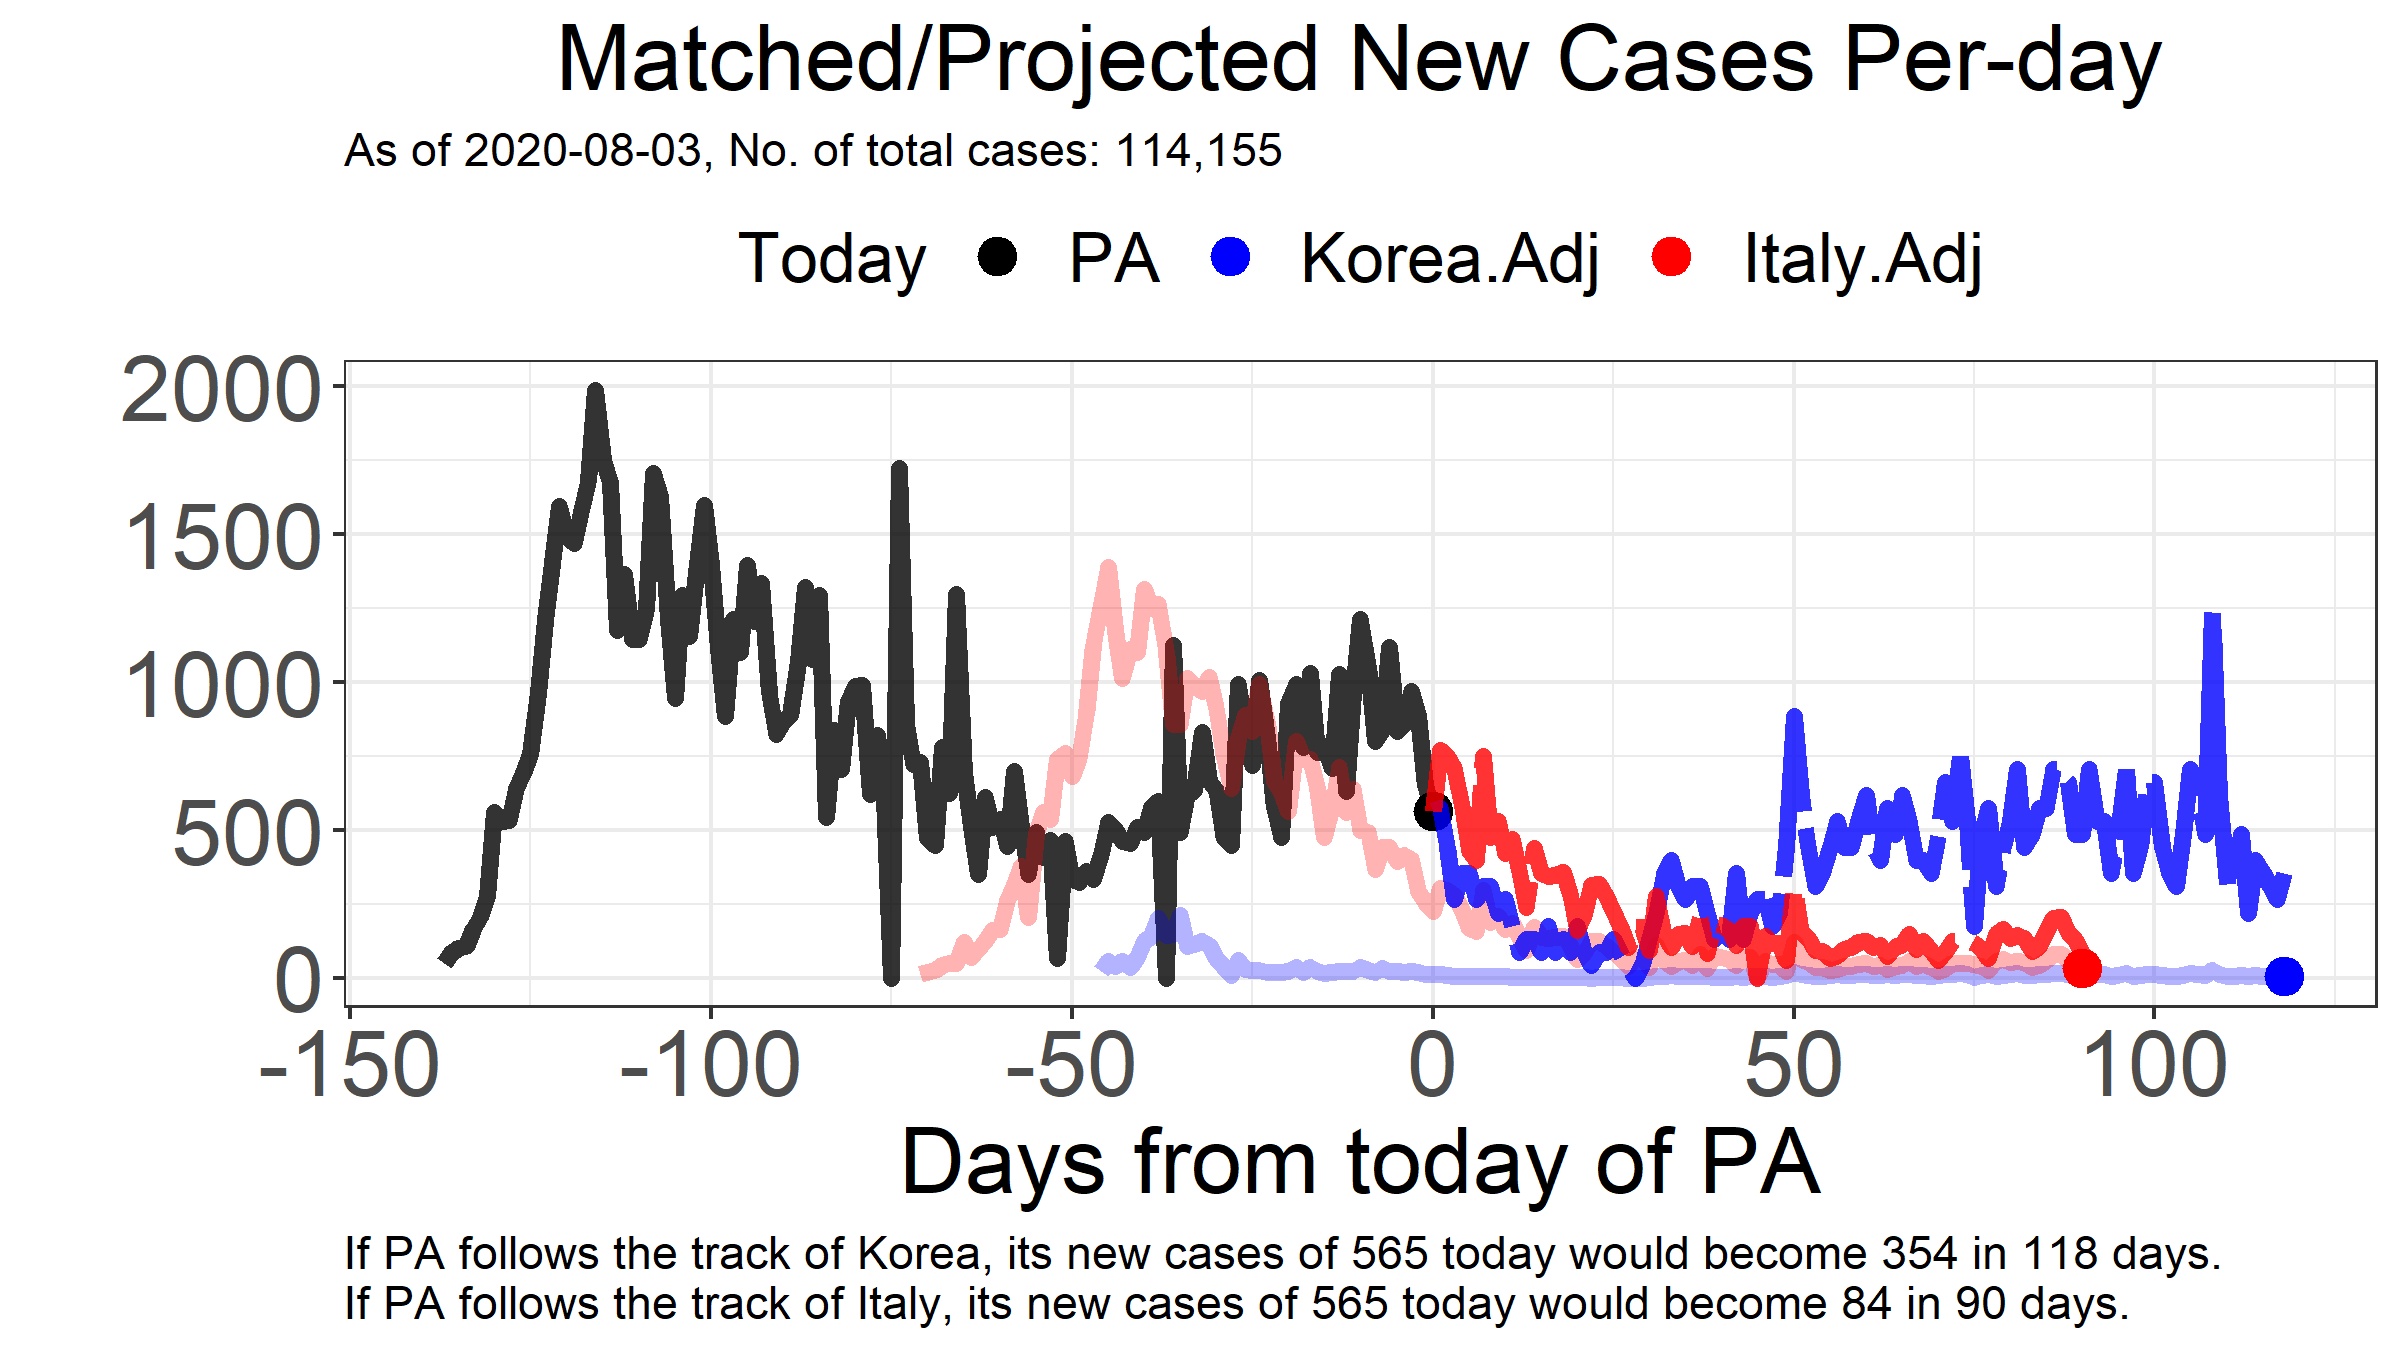 Matched/Projected New Cases Per-day
As of 2020-08-03, No. of total cases: 114,155
Today PA Korea.Adj Italy.Adj
2000
1500
1000
500
0
-150 -100 -50 0 50 100
Days from today of PA
If PA follows the track of Korea, its new cases of 565 today would become 354 in 118 days.
If PA follows the track of Italy, its new cases of 565 today would become 84 in 90 days.